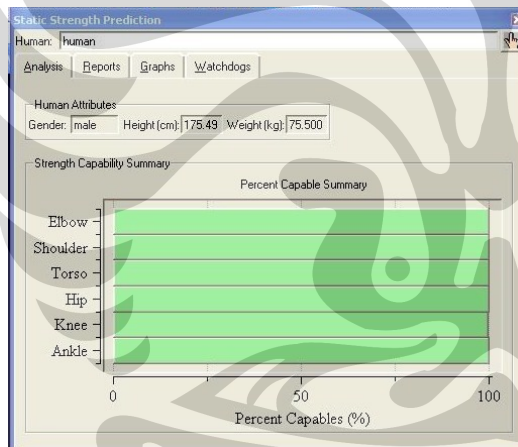 Static Strength Prediction
Human: human
Analysis Reports Graphs Watchdogs
Human Attributes
Gender: male Height (cm): 175.49 Weight (kg): 75.500
Strength Capability Summary
Percent Capable Summary
Elbow
Shoulder
Torso
Hip
Knee
Ankle
0 50 100
Percent Capables (%)